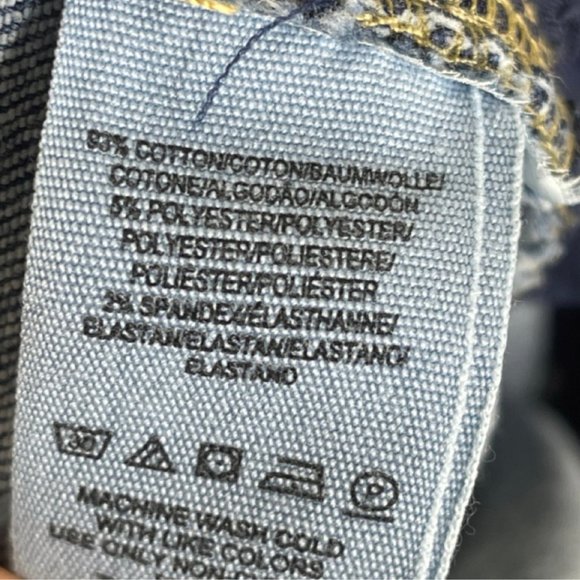 93% COTTON/COTON/BAUMWOLLE/
COTONE/ALGODÃO/ALGODÓN
5% POLYESTER/POLYESTER/
POLYESTER/POLIESTERE/
POLIÉSTER/POLIÉSTER
2% SPANDEX/ÉLASTHANNE/
ELASTAN/ELASTAN/ELASTANO/
ELASTANO
30
P
MACHINE WASH COLD
WITH LIKE COLORS
USE ONLY NON-